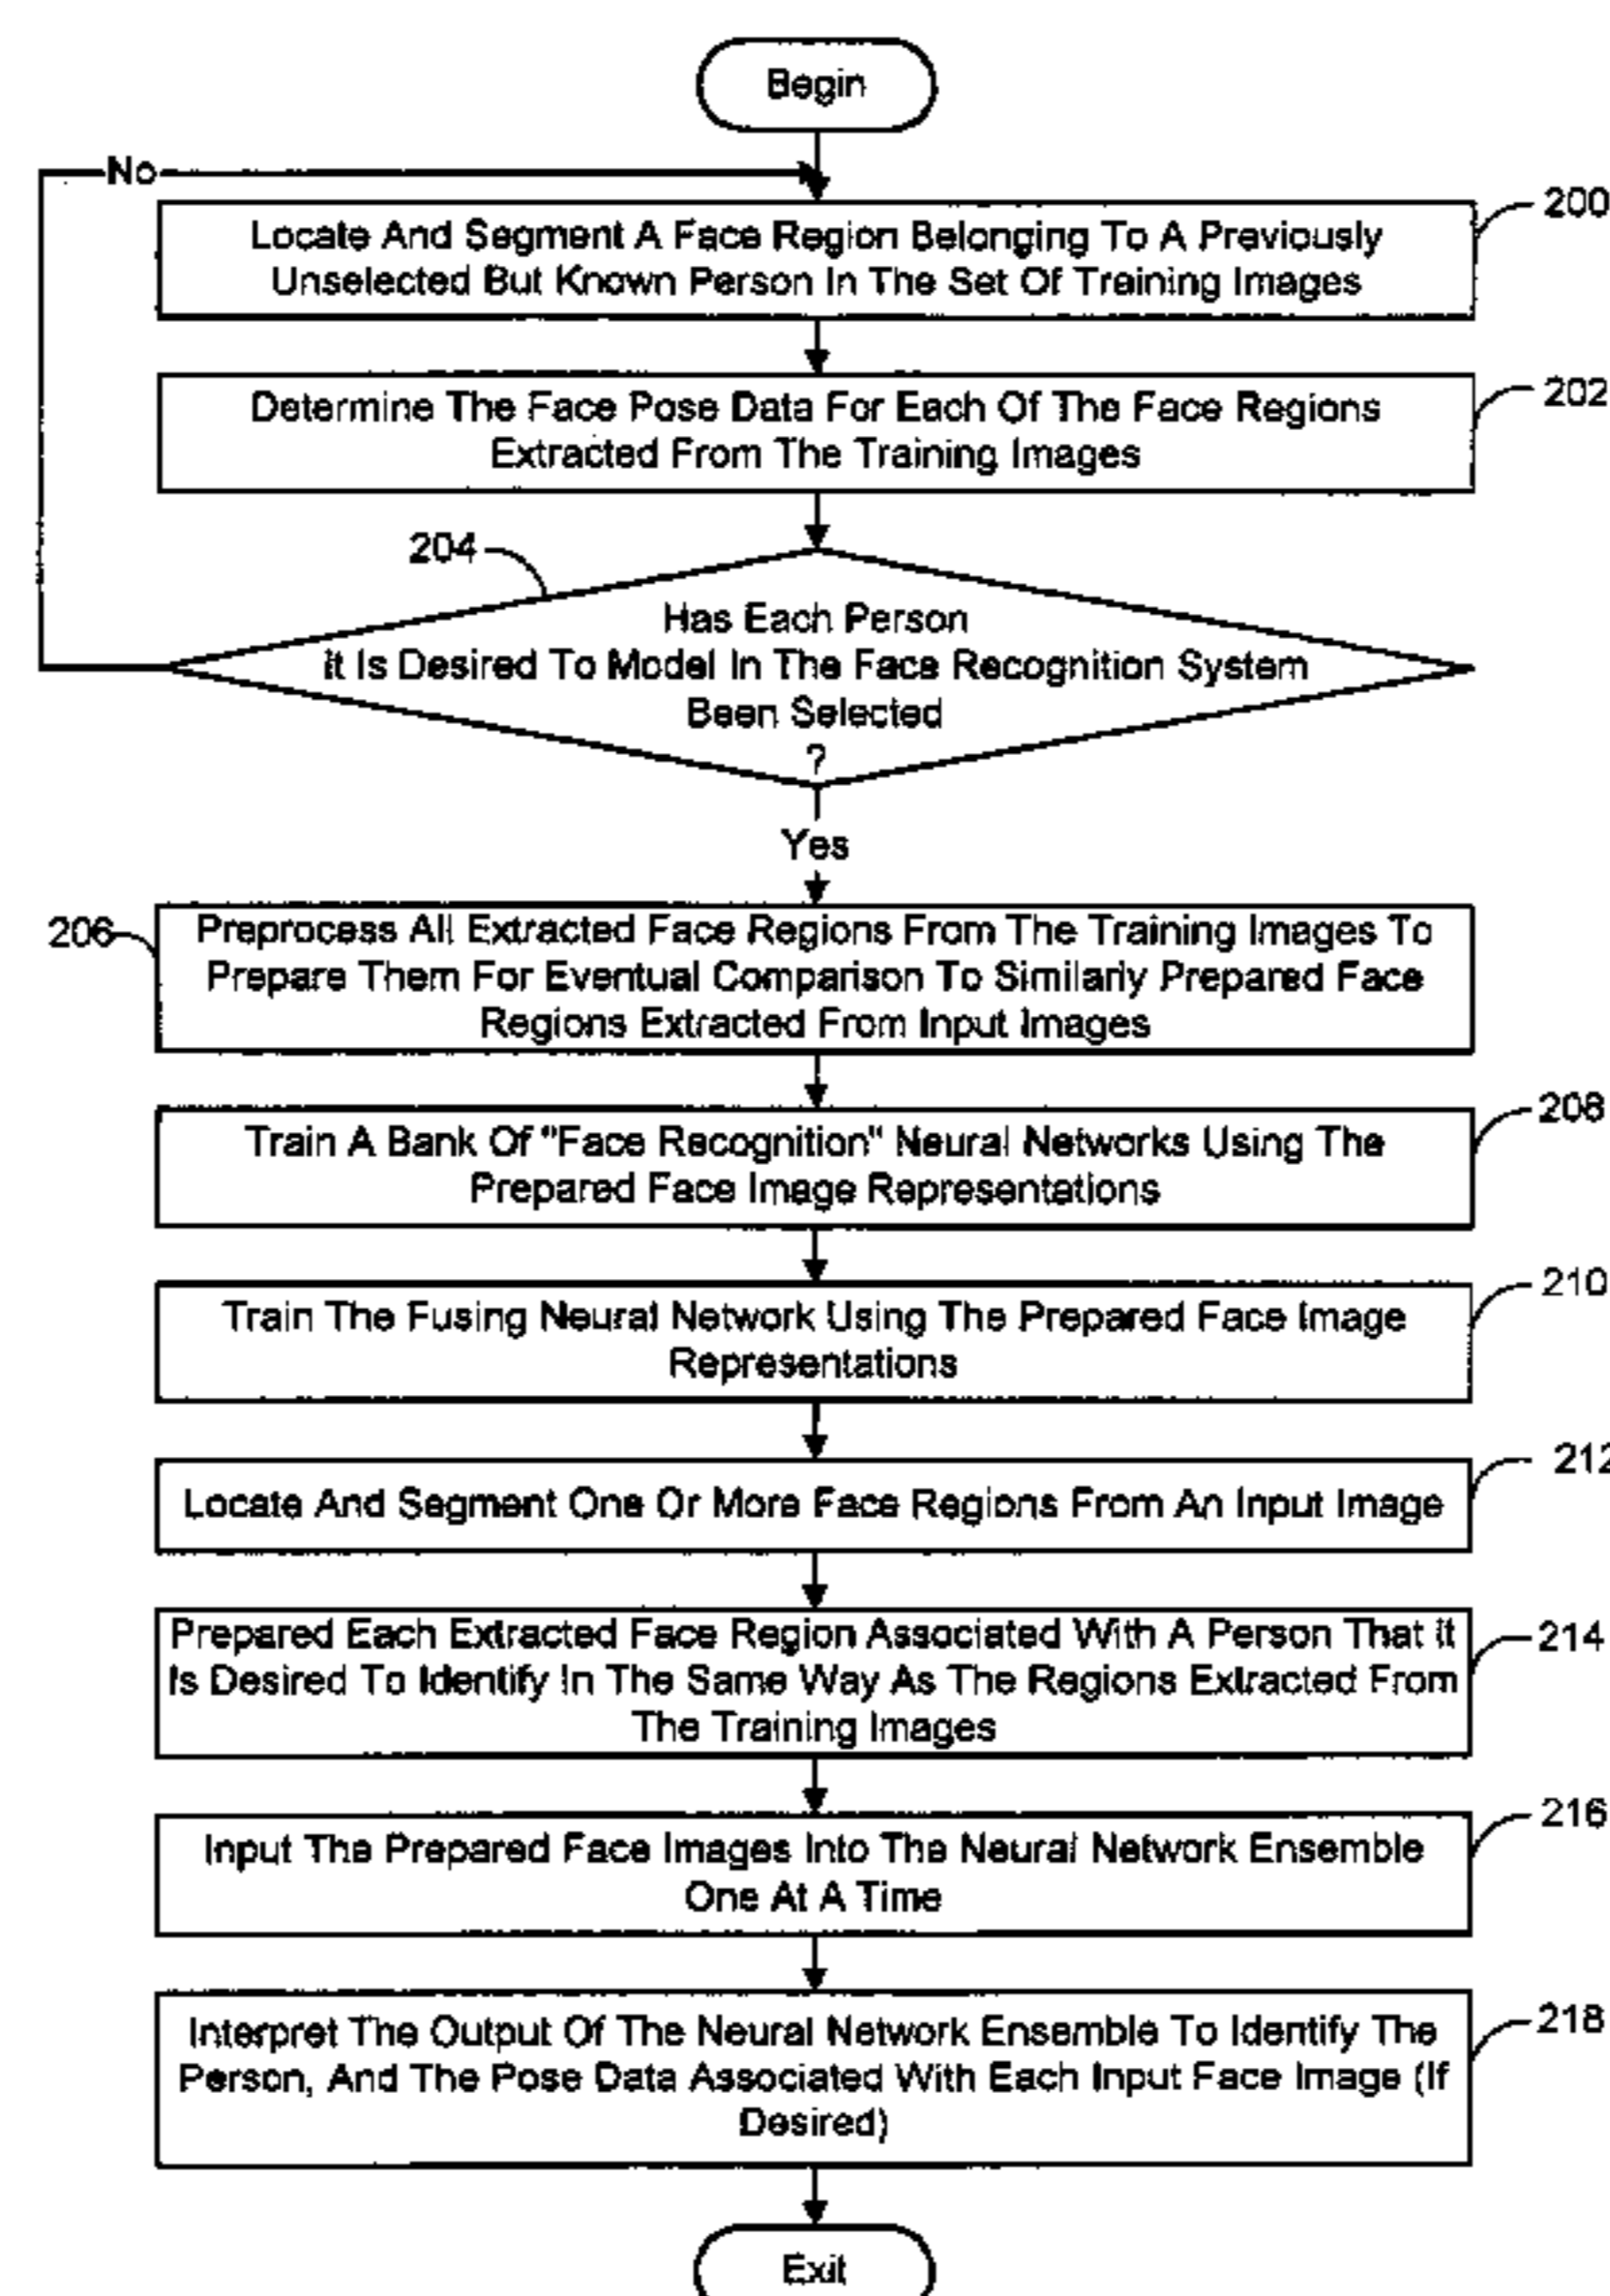 Begin
No
200
Locate And Segment A Face Region Belonging To A Previously
Unselected But Known Person In The Set Of Training Images
202
Determine The Face Pose Data For Each Of The Face Regions
Extracted From The Training Images
204
Has Each Person
it Is Desired To Model In The Face Recognition System
Been Selected
?
Yes
206
Preprocess All Extracted Face Regions From The Training Images To
Prepare Them For Eventual Comparison To Similarly Prepared Face
Regions Extracted From Input Images
208
Train A Bank Of "Face Recognition" Neural Networks Using The
Prepared Face Image Representations
210
Train The Fusing Neural Network Using The Prepared Face Image
Representations
212
Locate And Segment One Or More Face Regions From An Input Image
214
Prepared Each Extracted Face Region Associated With A Person That it
Is Desired To Identify In The Same Way As The Regions Extracted From
The Training Images
216
Input The Prepared Face Images Into The Neural Network Ensemble
One At A Time
218
Interpret The Output Of The Neural Network Ensemble To Identify The
Person, And The Pose Data Associated With Each Input Face Image (If
Desired)
Exit